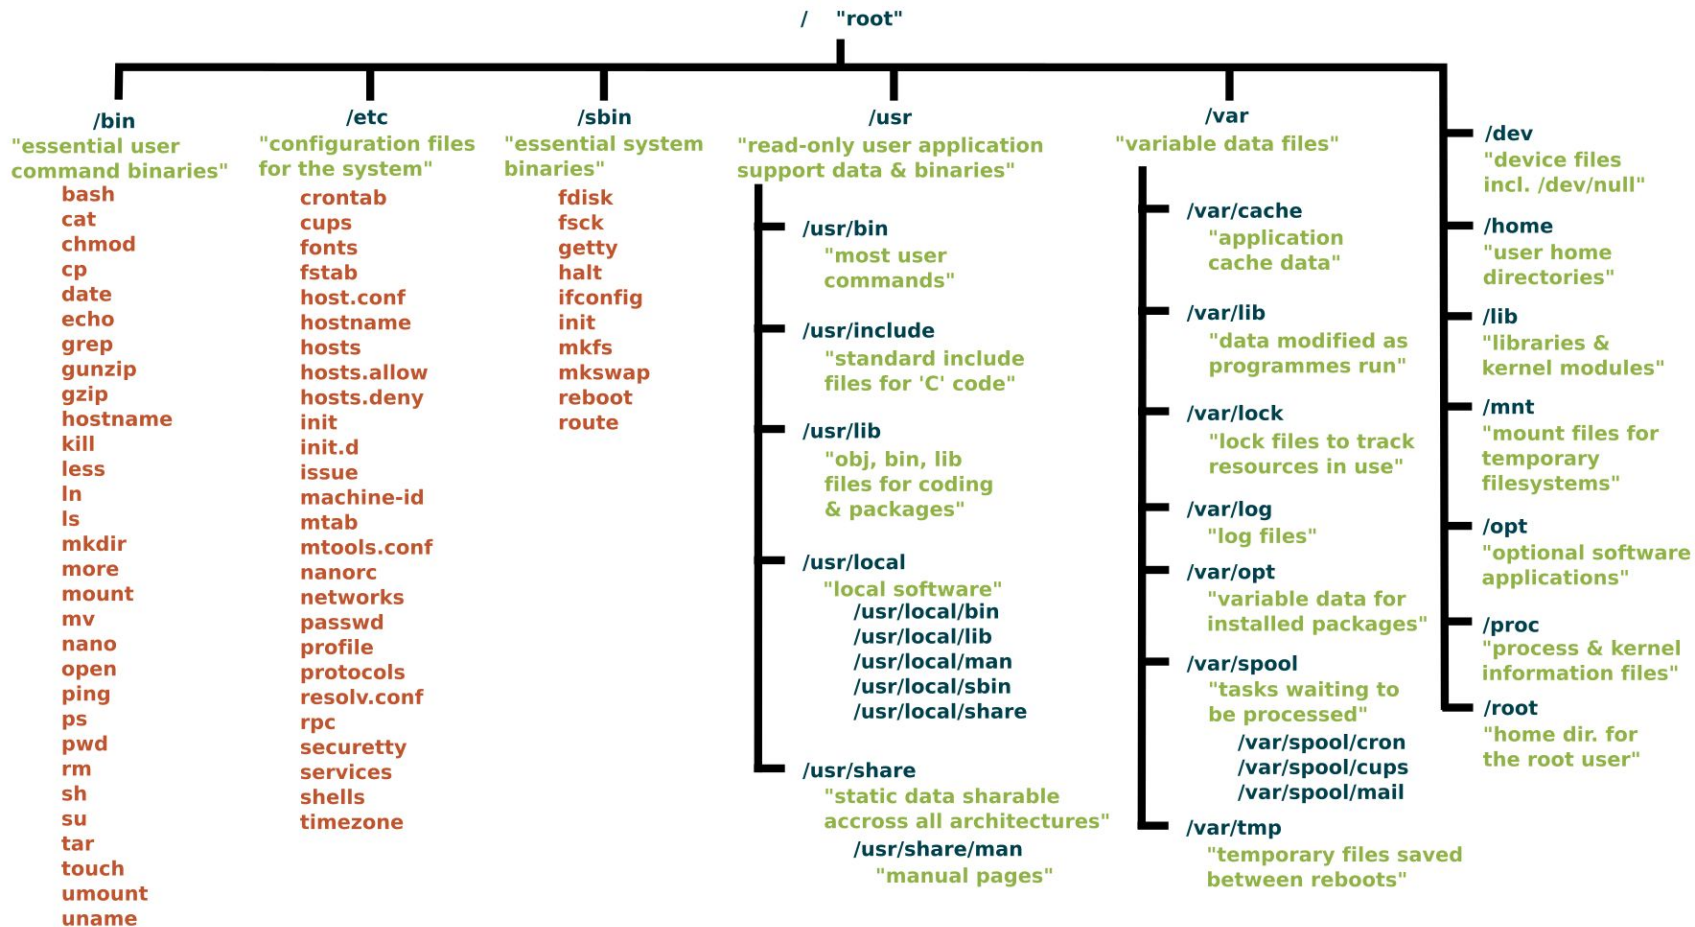 / "root"
/bin
"essential user
command binaries"
bash
cat
chmod
cp
date
echo
grep
gunzip
gzip
hostname
kill
less
ln
ls
mkdir
more
mount
mv
nano
open
ping
ps
pwd
rm
sh
su
tar
touch
umount
uname
/etc
"configuration files
for the system"
crontab
cups
fonts
fstab
host.conf
hostname
hosts
hosts.allow
hosts.deny
init
init.d
issue
machine-id
mtab
mtools.conf
nanorc
networks
passwd
profile
protocols
resolv.conf
rpc
securetty
services
shells
timezone
/sbin
"essential system
binaries"
fdisk
fsck
getty
halt
ifconfig
init
mkfs
mkswap
reboot
route
/usr
"read-only user application
support data & binaries"
/usr/bin
"most user
commands"
/usr/include
"standard include
files for 'C' code"
/usr/lib
"obj, bin, lib
files for coding
& packages"
/usr/local
"local software"
/usr/local/bin
/usr/local/lib
/usr/local/man
/usr/local/sbin
/usr/local/share
/usr/share
"static data sharable
accross all architectures"
/usr/share/man
"manual pages"
/var
"variable data files"
/var/cache
"application
cache data"
/var/lib
"data modified as
programmes run"
/var/lock
"lock files to track
resources in use"
/var/log
"log files"
/var/opt
"variable data for
installed packages"
/var/spool
"tasks waiting to
be processed"
/var/spool/cron
/var/spool/cups
/var/spool/mail
/var/tmp
"temporary files saved
between reboots"
/dev
"device files
incl. /dev/null"
/home
"user home
directories"
/lib
"libraries &
kernel modules"
/mnt
"mount files for
temporary
filesystems"
/opt
"optional software
applications"
/proc
"process & kernel
information files"
/root
"home dir. for
the root user"